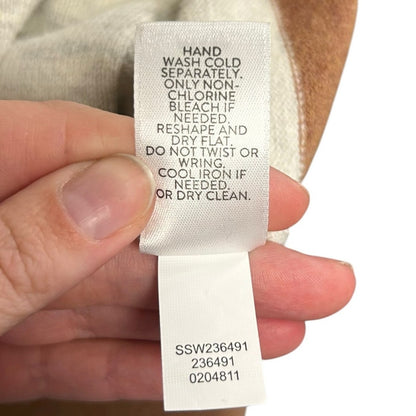 HAND
WASH COLD
SEPARATELY.
ONLY NON-
CHLORINE
BLEACH IF
NEEDED.
RESHAPE AND
DRY FLAT.
DO NOT TWIST OR
WRING.
COOL IRON IF
NEEDED.
OR DRY CLEAN.
SSW236491
236491
0204811